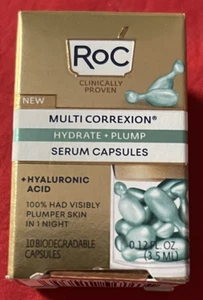 RoC
CLINICALLY
PROVEN
NEW
MULTI CORREXION®
HYDRATE + PLUMP
SERUM CAPSULES
+HYALURONIC
ACID
100% HAD VISIBLY
PLUMPER SKIN
IN 1 NIGHT
10 BIODEGRADABLE
CAPSULES
0.12 FL. OZ.
(3.5 ML)